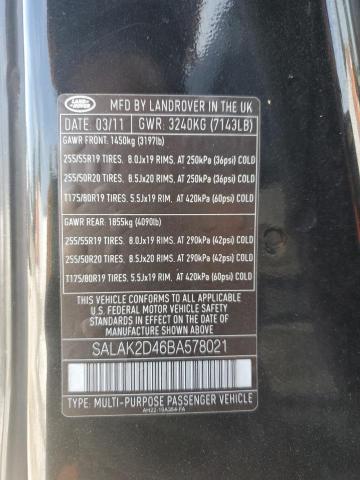 LAND ROVER
MFD BY LANDROVER IN THE UK
DATE: 03/11 GWR: 3240KG (7143LB)
GAWR FRONT: 1450kg (3197lb)
255/55R19 TIRES. 8.0Jx19 RIMS. AT 250kPA (36psi) COLD
255/50R20 TIRES. 8.5Jx20 RIMS. AT 250kPA (36psi) COLD
T175/80R19 TIRES. 5.5Jx19 RIM. AT 420kPA (60psi) COLD
GAWR REAR: 1855kg (4090lb)
255/55R19 TIRES. 8.0Jx19 RIMS. AT 290kPA (42psi) COLD
255/50R20 TIRES. 8.5Jx20 RIMS. AT 290kPA (42psi) COLD
T175/80R19 TIRES. 5.5Jx19 RIM. AT 420kPA (60psi) COLD
THIS VEHICLE CONFORMS TO ALL APPLICABLE
U.S. FEDERAL MOTOR VEHICLE SAFETY
STANDARDS IN EFFECT ON THE DATE OF
MANUFACTURE SHOWN ABOVE.
SALAK2D46BA578021
TYPE: MULTI-PURPOSE PASSENGER VEHICLE
AH22-19A384-FA